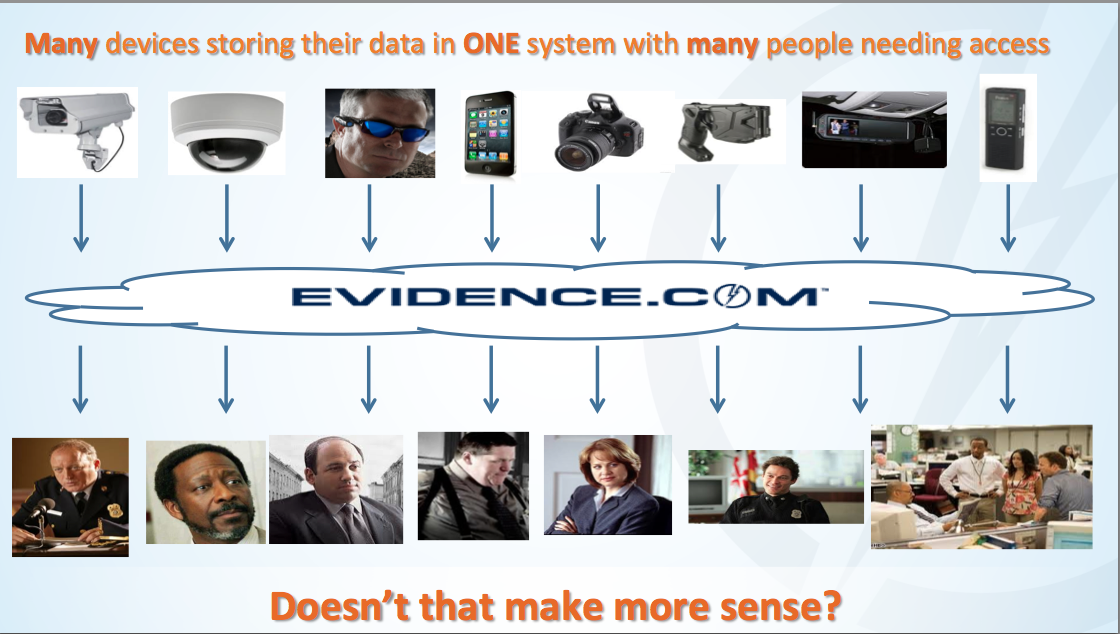 Many devices storing their data in ONE system with many people needing access
EVIDENCE.COM™
Doesn't that make more sense?